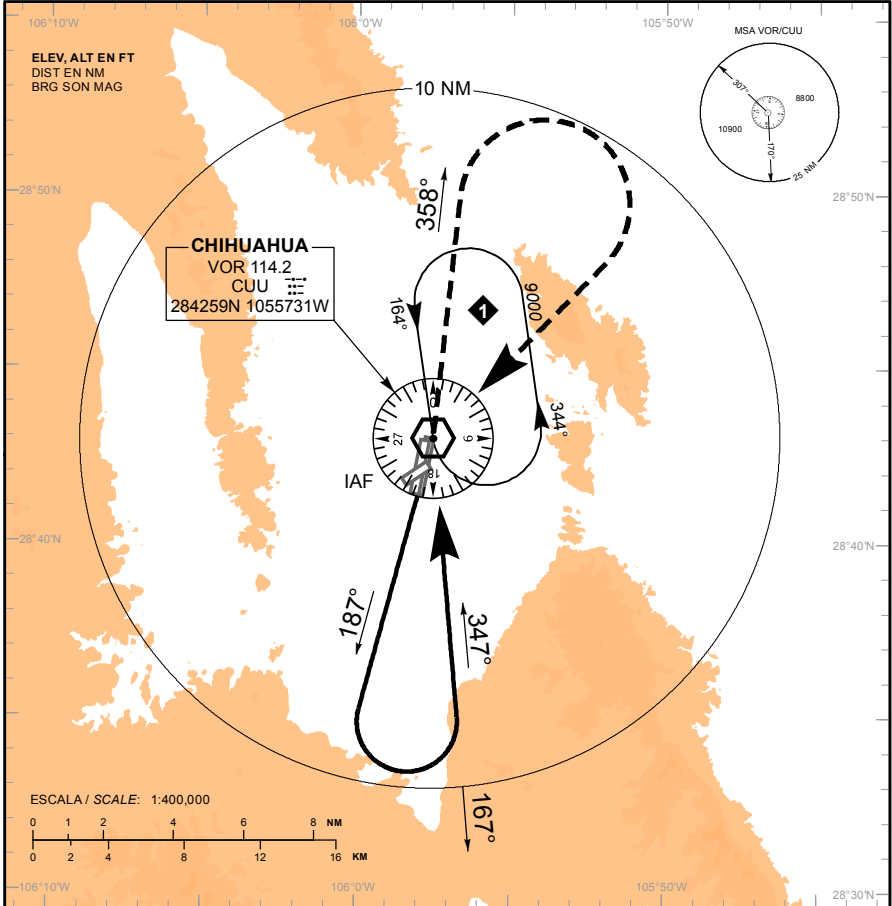 106°10'W
106°0'W
105°50'W
ELEV, ALT EN FT
DIST EN NM
BRG SON MAG
MSA VOR/CUU
307°
8800
10900
170°
25 NM
10 NM
28°50'N
28°50'N
358°
CHIHUAHUA
VOR 114.2
CUU
284259N 1055731W
164°
1
9000
0
27
9
18
344°
IAF
28°40'N
28°40'N
187°
347°
167°
ESCALA / SCALE: 1:400,000
0 1 2 4 6 8 NM
0 2 4 8 12 16 KM
106°10'W
106°0'W
105°50'W
28°30'N